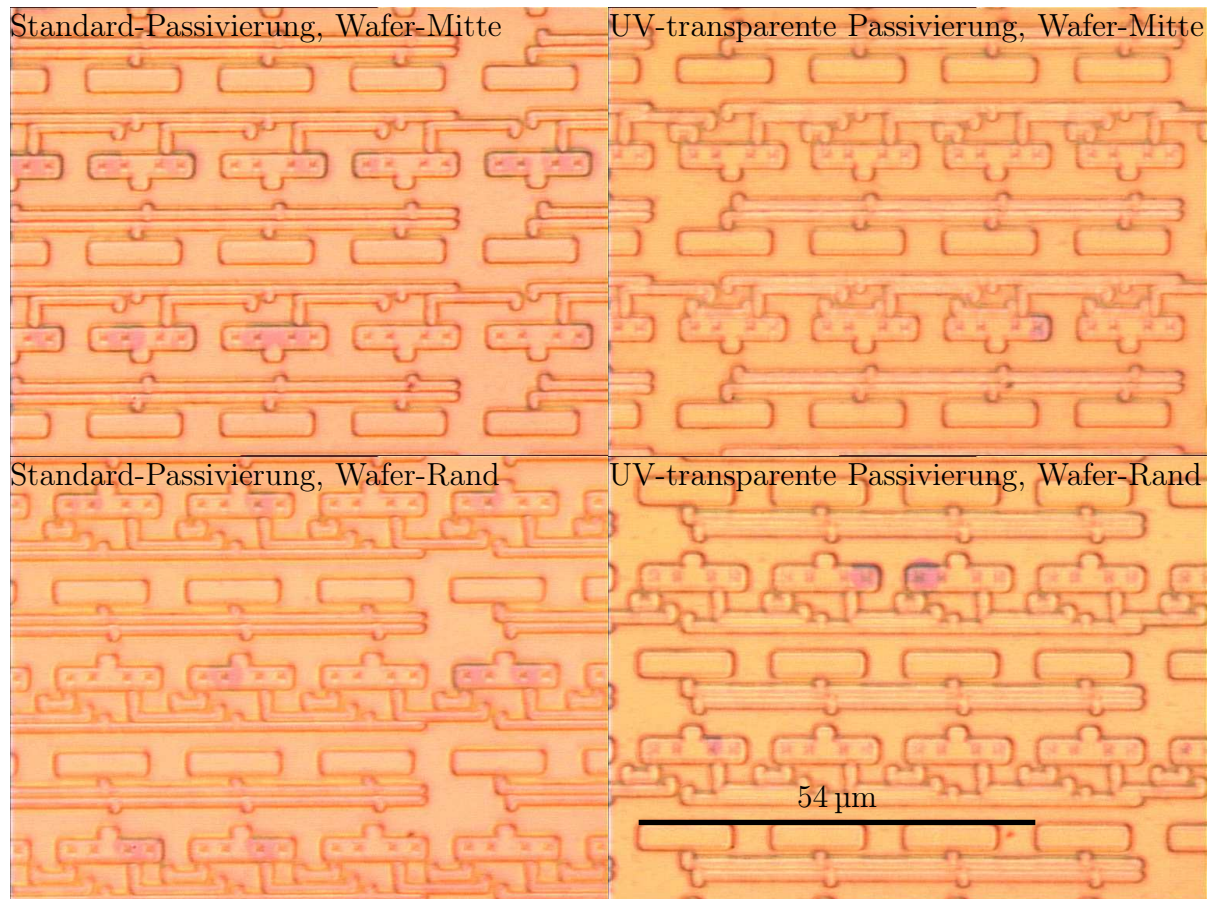 Standard-Passivierung, Wafer-Mitte
UV-transparente Passivierung, Wafer-Mitte
Standard-Passivierung, Wafer-Rand
UV-transparente Passivierung, Wafer-Rand
54 µm